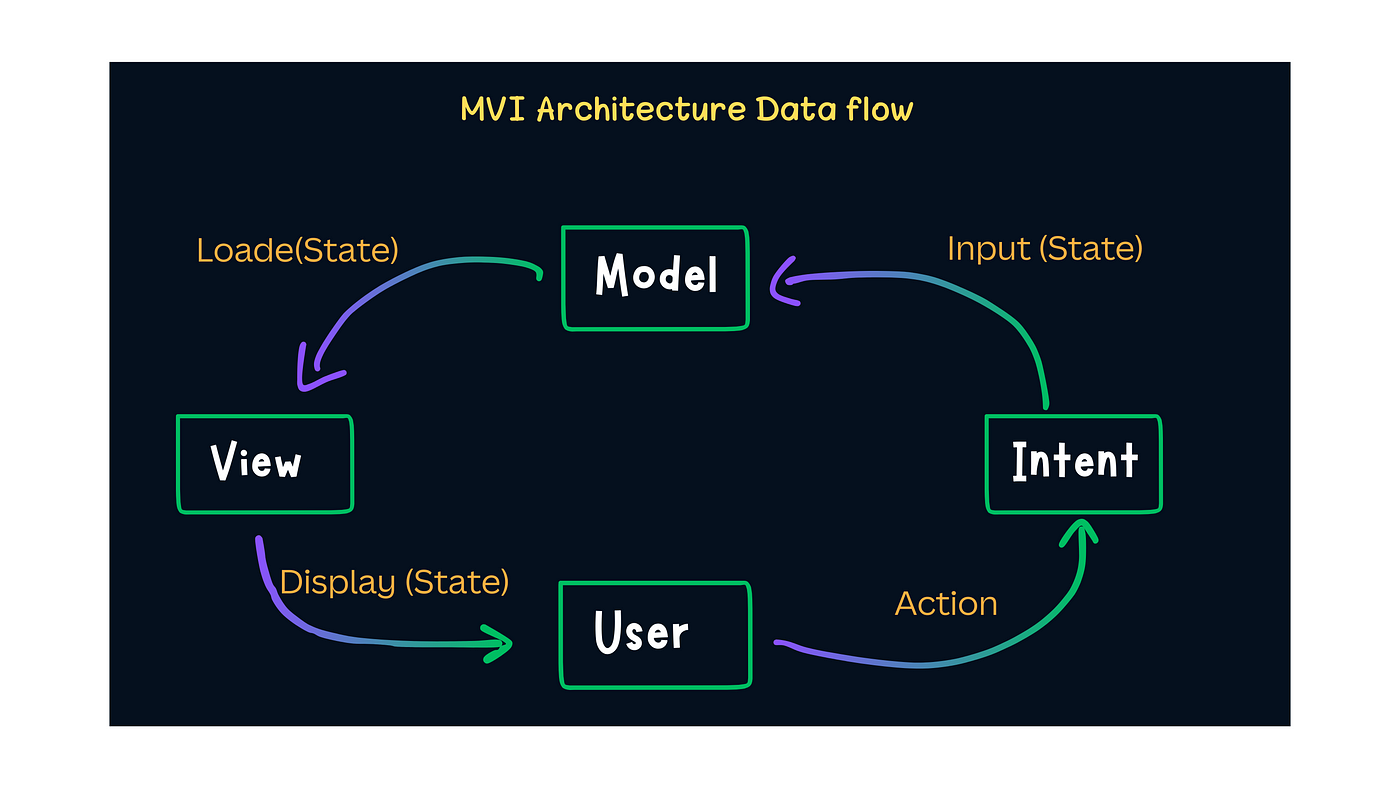 MVI Architecture Data flow
Loade(State)
Model
Input (State)
View
Intent
Display (State)
User
Action